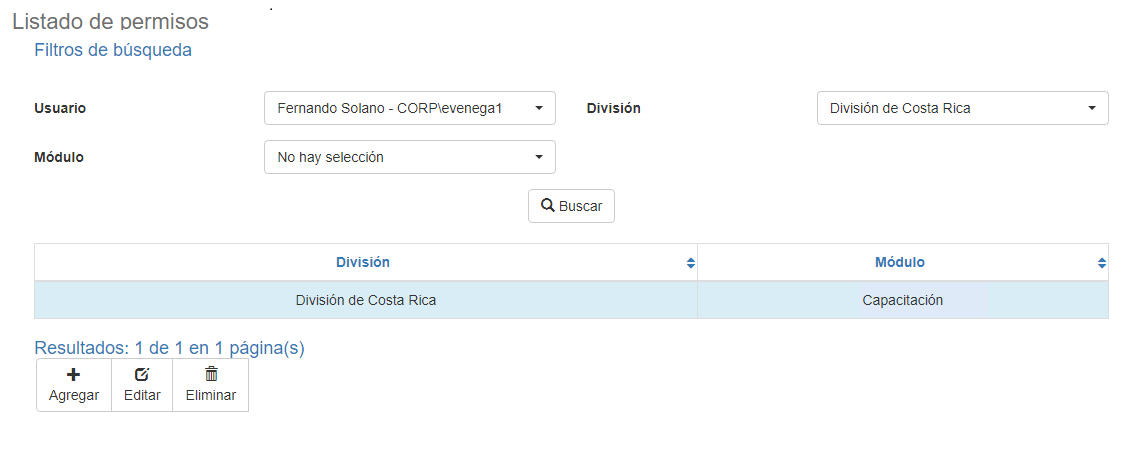 Listado de permisos
Filtros de búsqueda
Usuario Fernando Solano - CORP\evenega1 División División de Costa Rica
Módulo No hay selección
Buscar
División Módulo
División de Costa Rica Capacitación
Resultados: 1 de 1 en 1 página(s)
Agregar Editar Eliminar